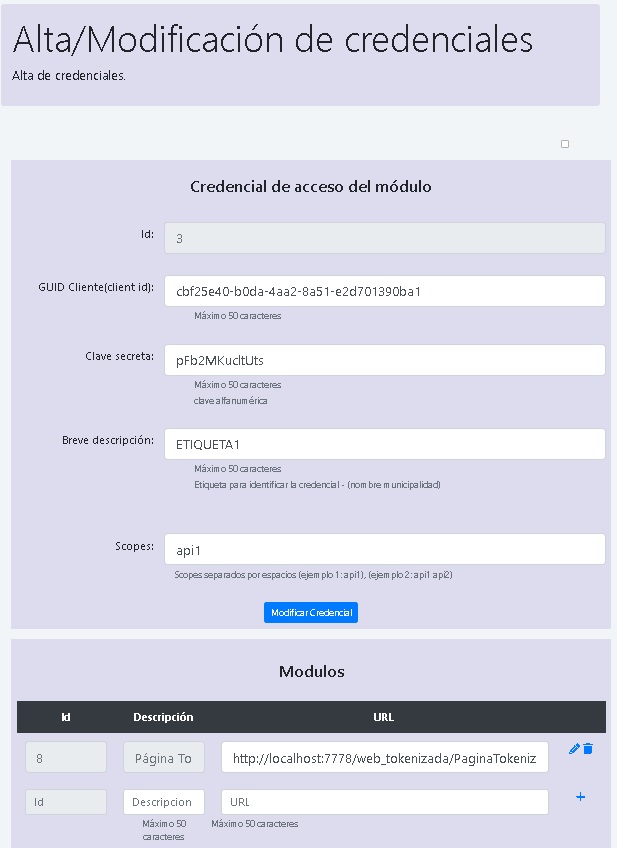 Alta/Modificación de credenciales
Alta de credenciales.
Credencial de acceso del módulo
Id:
3
GUID Cliente(client id):
cbf25e40-b0da-4aa2-8a51-e2d701390ba1
Máximo 50 caracteres
Clave secreta:
pFb2MKucltUts
Máximo 50 caracteres
clave alfanumérica
Breve descripción:
ETIQUETA1
Máximo 50 caracteres
Etiqueta para identificar la credencial - (nombre municipalidad)
Scopes:
api1
Scopes separados por espacios (ejemplo 1: api1), (ejemplo 2: api1 api2)
Modificar Credencial
Modulos
Id Descripción URL
8 Página To http://localhost:7778/web_tokenizada/PaginaTokeniz
Id Descripcion URL
Máximo 50 Máximo 50 caracteres
caracteres